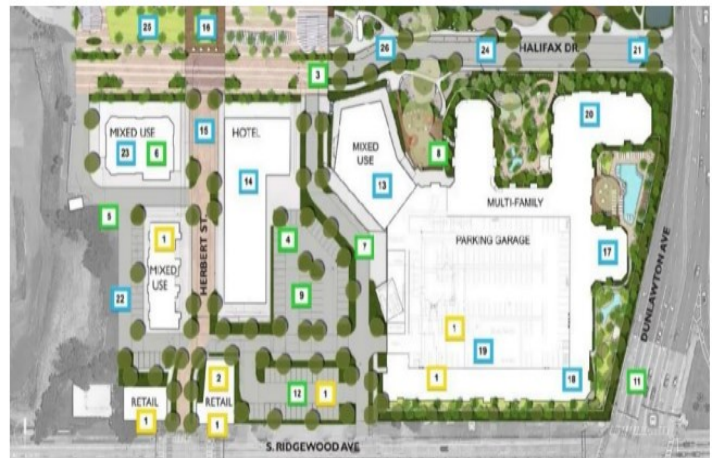 25
16
26
24
HALIFAX DR.
21
3
20
MIXED USE
23
6
15
HOTEL
MIXED
USE
8
14
13
MULTI-FAMILY
5
1
MIXED
USE
HERBERT ST.
4
7
PARKING GARAGE
17
9
22
DUNLAWTON AVE
1
19
2
1
18
11
12
1
RETAIL
RETAIL
1
1
S. RIDGEWOOD AVE